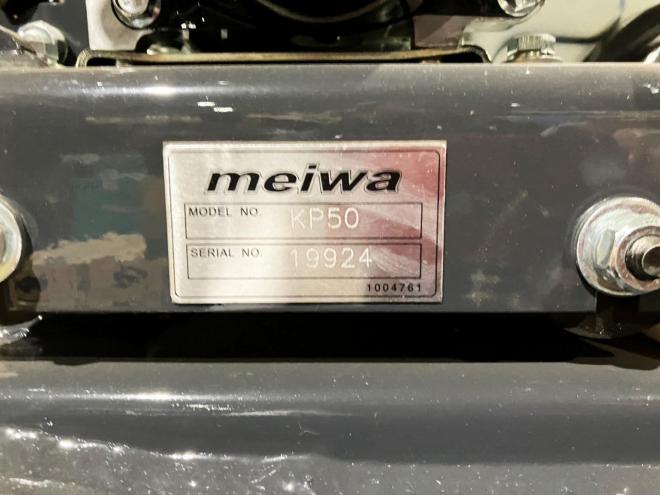 meiwa
MODEL NO. KP50
SERIAL NO. 19924
1004761